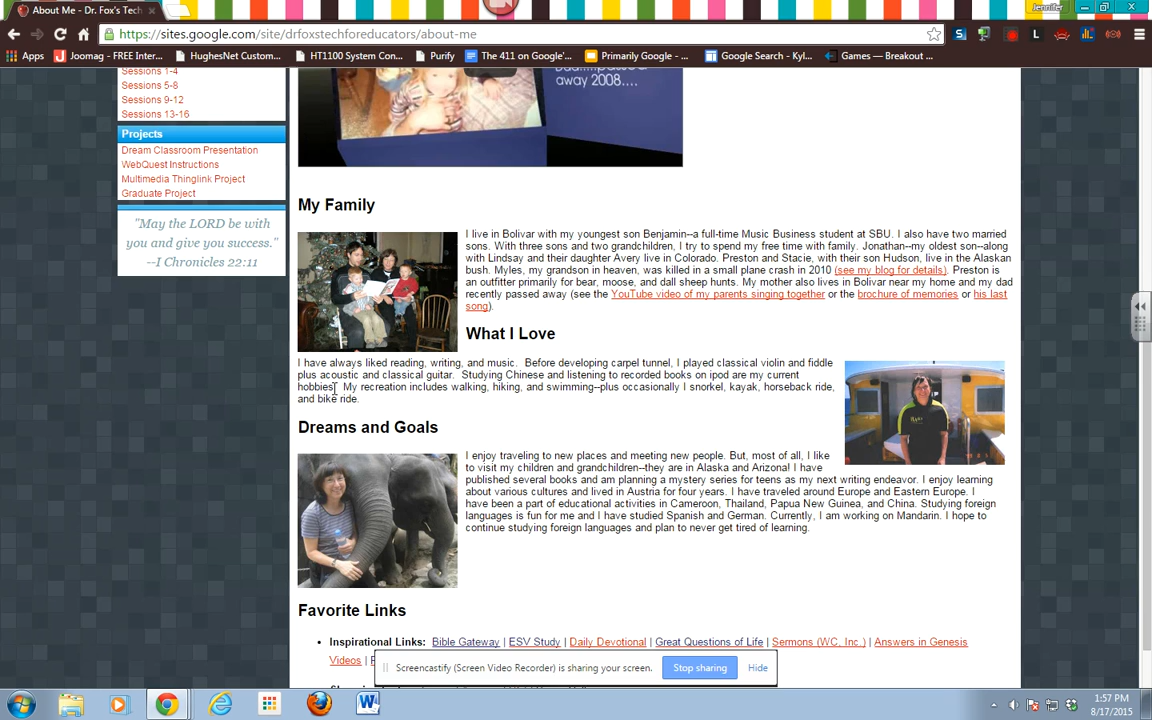 About Me - Dr. Fox's Tech
Jennifer
https://sites.google.com/site/drfoxstechforeducators/about-me
Apps Joomag - FREE Inter... HughesNet Custom... HT1100 System Con... Purify The 411 on Google'... Primarily Google - ... Google Search - Kyl... Games — Breakout ...
Sessions 1-4
Sessions 5-8
Sessions 9-12
Sessions 13-16
Projects
Dream Classroom Presentation
WebQuest Instructions
Multimedia Thinglink Project
Graduate Project
"May the LORD be with
you and give you success."
--I Chronicles 22:11
away 2008....
My Family
I live in Bolivar with my youngest son Benjamin--a full-time Music Business student at SBU. I also have two married
sons. With three sons and two grandchildren, I try to spend my free time with family. Jonathan--my oldest son--along
with Lindsay and their daughter Avery live in Colorado. Preston and Stacie, with their son Hudson, live in the Alaskan
bush. Myles, my grandson in heaven, was killed in a small plane crash in 2010 (see my blog for details). Preston is
an outfitter primarily for bear, moose, and dall sheep hunts. My mother also lives in Bolivar near my home and my dad
recently passed away (see the YouTube video of my parents singing together or the brochure of memories or his last
song).
What I Love
I have always liked reading, writing, and music. Before developing carpel tunnel, I played classical violin and fiddle
plus acoustic and classical guitar. Studying Chinese and listening to recorded books on ipod are my current
hobbies. My recreation includes walking, hiking, and swimming--plus occasionally I snorkel, kayak, horseback ride,
and bike ride.
Dreams and Goals
I enjoy traveling to new places and meeting new people. But, most of all, I like
to visit my children and grandchildren--they are in Alaska and Arizona! I have
published several books and am planning a mystery series for teens as my next writing endeavor. I enjoy learning
about various cultures and lived in Austria for four years. I have traveled around Europe and Eastern Europe. I
have been a part of educational activities in Cameroon, Thailand, Papua New Guinea, and China. Studying foreign
languages is fun for me and I have studied Spanish and German. Currently, I am working on Mandarin. I hope to
continue studying foreign languages and plan to never get tired of learning.
Favorite Links
• Inspirational Links: Bible Gateway | ESV Study | Daily Devotional | Great Questions of Life | Sermons (WC, Inc.) | Answers in Genesis
Videos |
Screencastify (Screen Video Recorder) is sharing your screen. Stop sharing Hide
1:57 PM
8/17/2015